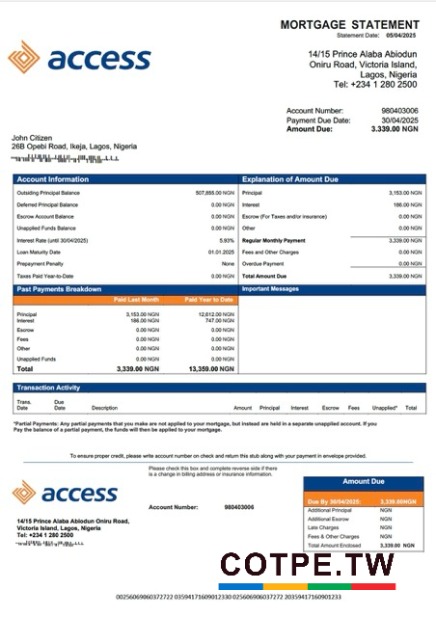 MORTGAGE STATEMENT
Statement Date: 05/04/2025
access
14/15 Prince Alaba Abiodun
Oniru Road, Victoria Island,
Lagos, Nigeria
Tel: +234 1 280 2500
Account Number: 980403006
Payment Due Date: 30/04/2025
Amount Due: 3.339.00 NGN
John Citizen
26B Opebi Road, Ikeja, Lagos, Nigeria
Account Information
Outsiding Principal Balance 507,665.00 NGN
Deferred Principal Balance 0.00 NGN
Escrow Account Balance 0.00 NGN
Unapplied Funds Balance 0.00 NGN
Interest Rate (until 30/04/2025) 5.93%
Loan Maturity Date 01.01.2025
Prepayment Penalty None
Taxes Paid Year-to-Date 0.00 NGN
Explanation of Amount Due
Principal 3,153.00 NGN
Interest 186.00 NGN
Escrow (For Taxes and/or insurance) 0.00 NGN
Other 0.00 NGN
Regular Monthly Payment 3,339.00 NGN
Fees and Other Charges 0.00 NGN
Overdue Payment 0.00 NGN
Total Amount Due 3,339.00 NGN
Past Payments Breakdown
Paid Last Month Paid Year to Date
Principal 3,153.00 NGN 12,612.00 NGN
Interest 186.00 NGN 747.00 NGN
Escrow 0.00 NGN 0.00 NGN
Fees 0.00 NGN 0.00 NGN
Other 0.00 NGN 0.00 NGN
Unapplied Funds 0.00 NGN 0.00 NGN
Total 3,339.00 NGN 13,359.00 NGN
Important Messages
Transaction Activity
Trans. Date Due Date Description Amount Principal Interest Escrow Fees Unapplied* Total
*Partial Payments: Any partial payments that you make are not applied to your mortgage, but instead are held in a separate unapplied account. If you
Pay the balance of a partial payment, the funds will then be applied to your mortgage.
To ensure proper credit, please write account number on check and return this stub along with payment in envelope provided.
Please check this box and complete reverse side if there
is a change in billing address or insurance information.
access
Account Number: 980403006
14/15 Prince Alaba Abiodun Oniru Road,
Victoria Island, Lagos, Nigeria
Tel: +234 1 280 2500
Amount Due
Due By 30/04/2025: 3,339.00NGN
Additional Principal NGN
Additional Escrow NGN
Late Charges NGN
Fees & Other Charges NGN
Total Amount Enclosed 3,339.00 NGN
COTPE.TW